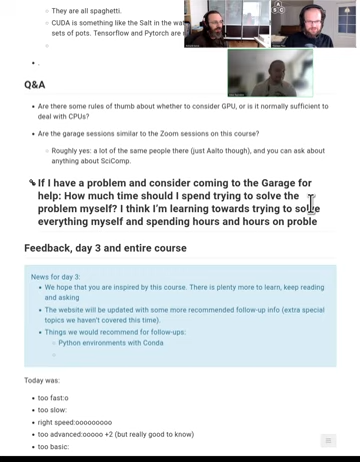 They are all spaghetti.
CUDA is something like the Salt in the wat
sets of pots. Tensorflow and Pytorch are
.
Q&A
Are there some rules of thumb about whether to consider GPU, or is it normally sufficient to
deal with CPUs?
Are the garage sessions similar to the Zoom sessions on this course?
Roughly yes: a lot of the same people there (just Aalto though), and you can ask about
anything about SciComp.
If I have a problem and consider coming to the Garage for
help: How much time should I spend trying to solve the
problem myself? I think I'm learning towards trying to solve
everything myself and spending hours and hours on proble
Feedback, day 3 and entire course
News for day 3:
We hope that you are inspired by this course. There is plenty more to learn, keep reading
and asking
The website will be updated with some more recommended follow-up info (extra special
topics we haven't covered this time).
Things we would recommend for follow-ups:
Python environments with Conda
Today was:
too fast:o
too slow:
right speed:ooooooooo
too advanced:ooooo +2 (but really good to know)
too basic: